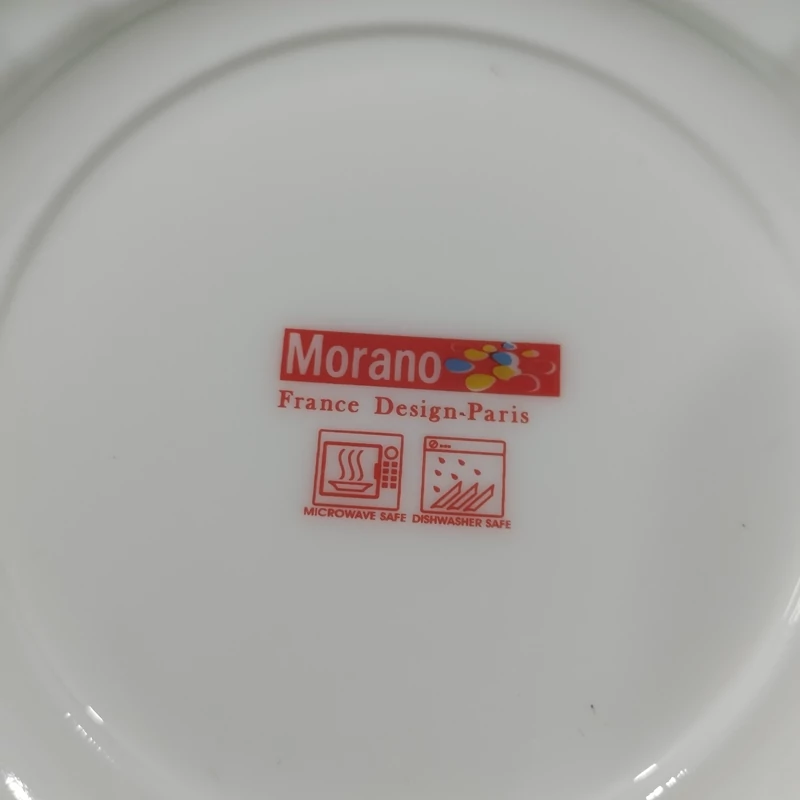 Morano
France Design-Paris
MICROWAVE SAFE DISHWASHER SAFE